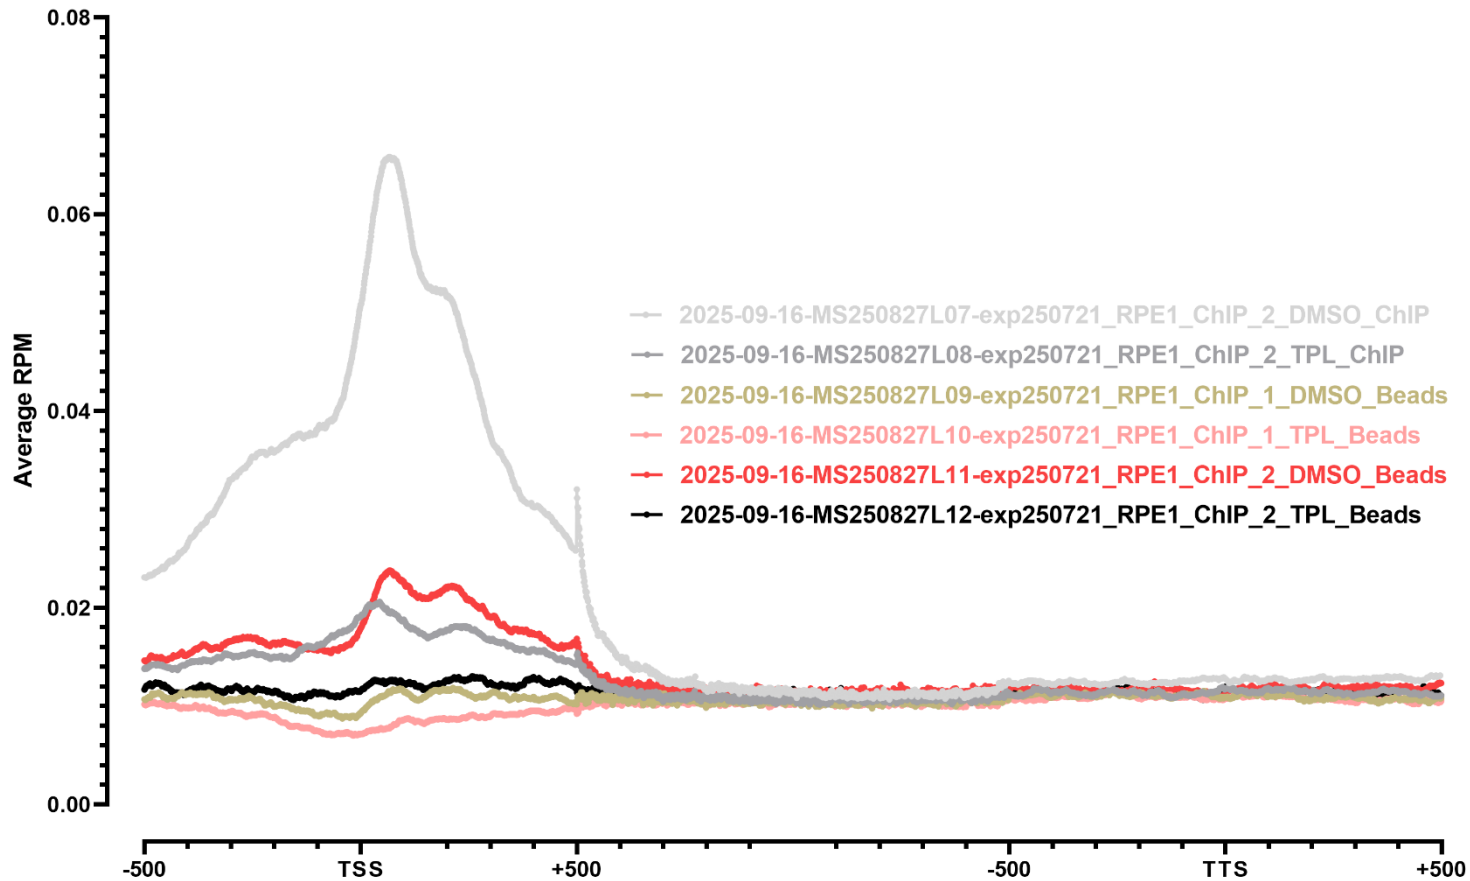 0.08
0.06
Average RPM
2025-09-16-MS250827L07-exp250721_RPE1_ChIP_2_DMSO_ChIP
2025-09-16-MS250827L08-exp250721_RPE1_ChIP_2_TPL_ChIP
2025-09-16-MS250827L09-exp250721_RPE1_ChIP_1_DMSO_Beads
0.04
2025-09-16-MS250827L10-exp250721_RPE1_ChIP_1_TPL_Beads
2025-09-16-MS250827L11-exp250721_RPE1_ChIP_2_DMSO_Beads
2025-09-16-MS250827L12-exp250721_RPE1_ChIP_2_TPL_Beads
0.02
0.00
-500 TSS +500 -500 TTS +500